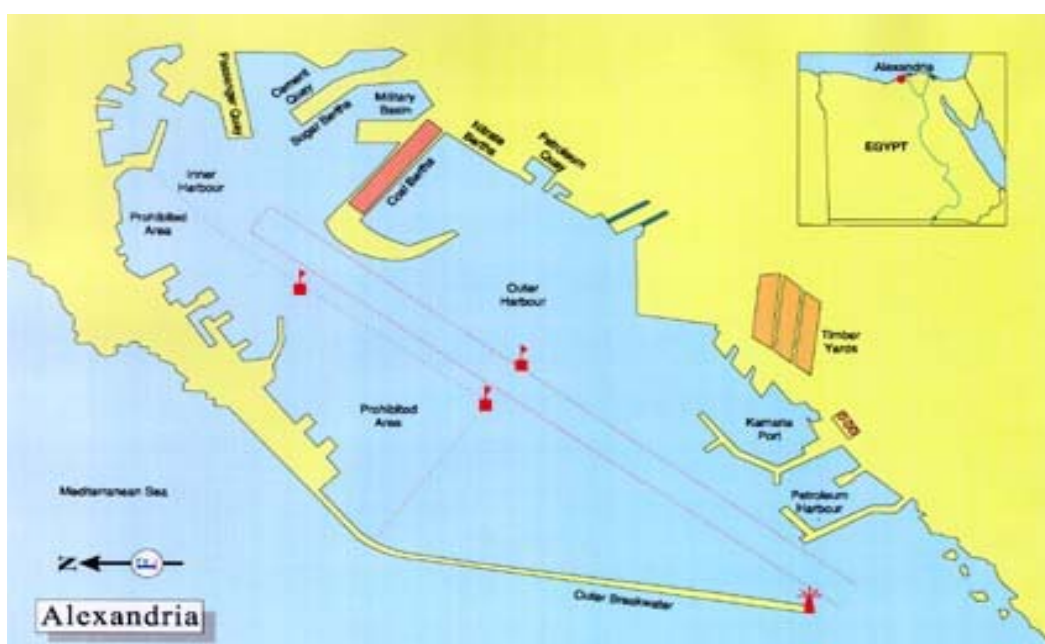 Passenger Quay
Cement
Quay
Sugar Berths
Military
Basin
Nitrate
Berths
Petroleum
Quay
Coal Berths
Inner
Harbour
Prohibited
Area
Outer
Harbour
Alexandria
EGYPT
Timber
Yards
Prohibited
Area
Kamaria
Port
Petroleum
Harbour
Mediterranean Sea
N
Outer Breakwater
Alexandria